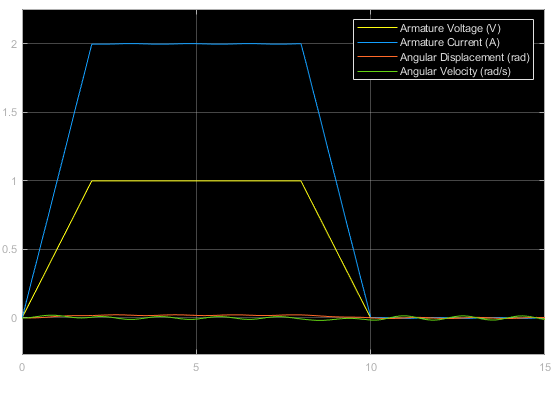 Armature Voltage (V)
Armature Current (A)
Angular Displacement (rad)
Angular Velocity (rad/s)
2
1.5
1
0.5
0
0 5 10 15